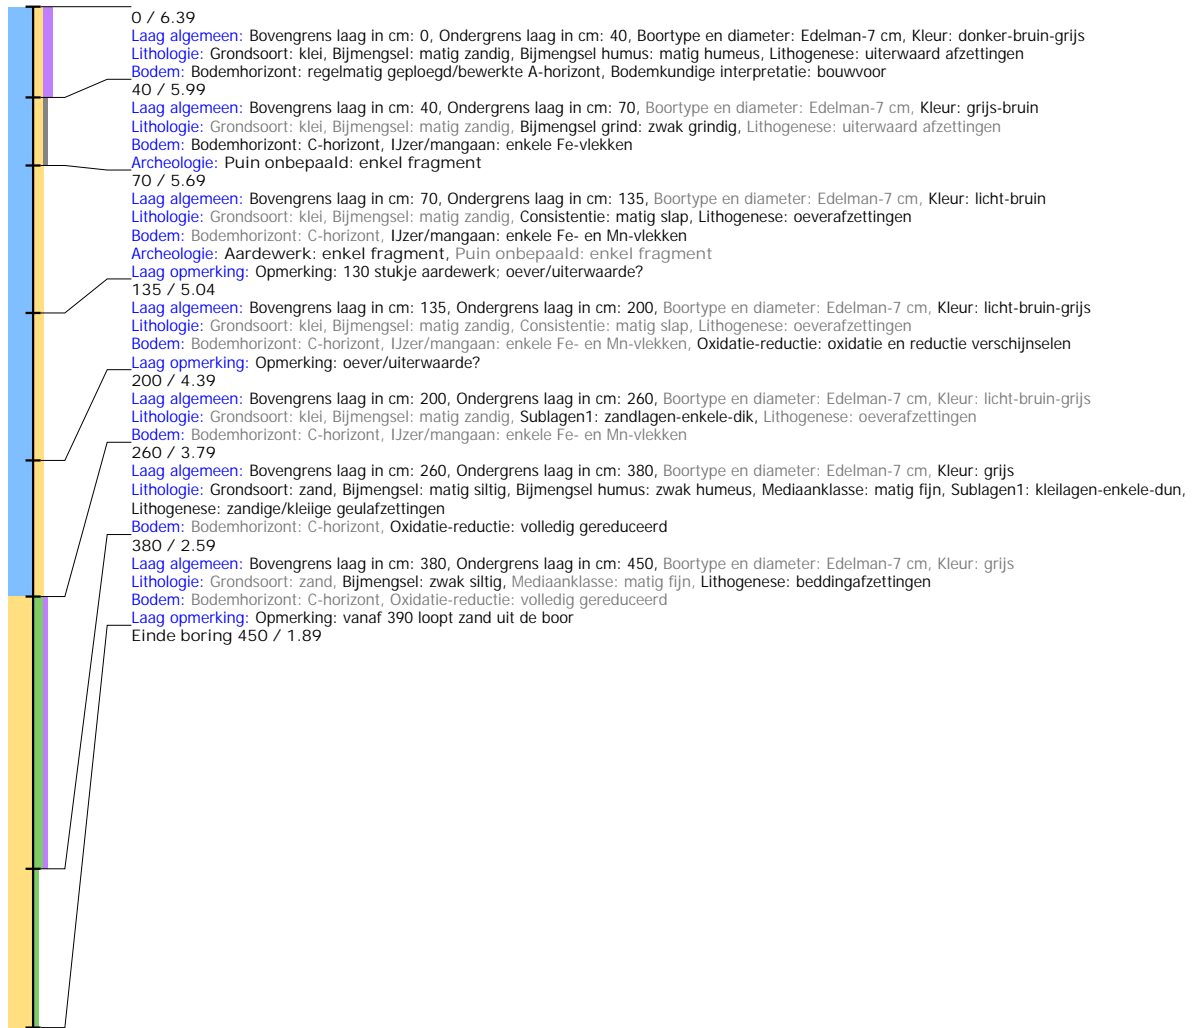 0 / 6.39
Laag algemeen: Bovengrens laag in cm: 0, Ondergrens laag in cm: 40, Boortype en diameter: Edelman-7 cm, Kleur: donker-bruin-grijs
Lithologie: Grondsoort: klei, Bijmengsel: matig zandig, Bijmengsel humus: matig humeus, Lithogenese: uiterwaard afzettingen
Bodem: Bodemhorizont: regelmatig geploegd/bewerkte A-horizont, Bodemkundige interpretatie: bouwvoor
40 / 5.99
Laag algemeen: Bovengrens laag in cm: 40, Ondergrens laag in cm: 70, Boortype en diameter: Edelman-7 cm, Kleur: grijs-bruin
Lithologie: Grondsoort: klei, Bijmengsel: matig zandig, Bijmengsel grind: zwak grindig, Lithogenese: uiterwaard afzettingen
Bodem: Bodemhorizont: C-horizont, IJzer/mangaan: enkele Fe-vlekken
Archeologie: Puin onbepaald: enkel fragment
70 / 5.69
Laag algemeen: Bovengrens laag in cm: 70, Ondergrens laag in cm: 135, Boortype en diameter: Edelman-7 cm, Kleur: licht-bruin
Lithologie: Grondsoort: klei, Bijmengsel: matig zandig, Consistentie: matig slap, Lithogenese: oeverafzettingen
Bodem: Bodemhorizont: C-horizont, IJzer/mangaan: enkele Fe- en Mn-vlekken
Archeologie: Aardewerk: enkel fragment, Puin onbepaald: enkel fragment
Laag opmerking: Opmerking: 130 stukje aardewerk; oever/uiterwaarde?
135 / 5.04
Laag algemeen: Bovengrens laag in cm: 135, Ondergrens laag in cm: 200, Boortype en diameter: Edelman-7 cm, Kleur: licht-bruin-grijs
Lithologie: Grondsoort: klei, Bijmengsel: matig zandig, Consistentie: matig slap, Lithogenese: oeverafzettingen
Bodem: Bodemhorizont: C-horizont, IJzer/mangaan: enkele Fe- en Mn-vlekken, Oxidatie-reductie: oxidatie en reductie verschijnselen
Laag opmerking: Opmerking: oever/uiterwaarde?
200 / 4.39
Laag algemeen: Bovengrens laag in cm: 200, Ondergrens laag in cm: 260, Boortype en diameter: Edelman-7 cm, Kleur: licht-bruin-grijs
Lithologie: Grondsoort: klei, Bijmengsel: matig zandig, Sublagen1: zandlagen-enkele-dik, Lithogenese: oeverafzettingen
Bodem: Bodemhorizont: C-horizont, IJzer/mangaan: enkele Fe- en Mn-vlekken
260 / 3.79
Laag algemeen: Bovengrens laag in cm: 260, Ondergrens laag in cm: 380, Boortype en diameter: Edelman-7 cm, Kleur: grijs
Lithologie: Grondsoort: zand, Bijmengsel: matig siltig, Bijmengsel humus: zwak humeus, Mediaanklasse: matig fijn, Sublagen1: kleilagen-enkele-dun,
Lithogenese: zandige/kleiige geulafzettingen
Bodem: Bodemhorizont: C-horizont, Oxidatie-reductie: volledig gereduceerd
380 / 2.59
Laag algemeen: Bovengrens laag in cm: 380, Ondergrens laag in cm: 450, Boortype en diameter: Edelman-7 cm, Kleur: grijs
Lithologie: Grondsoort: zand, Bijmengsel: zwak siltig, Mediaanklasse: matig fijn, Lithogenese: beddingafzettingen
Bodem: Bodemhorizont: C-horizont, Oxidatie-reductie: volledig gereduceerd
Laag opmerking: Opmerking: vanaf 390 loopt zand uit de boor
Einde boring 450 / 1.89